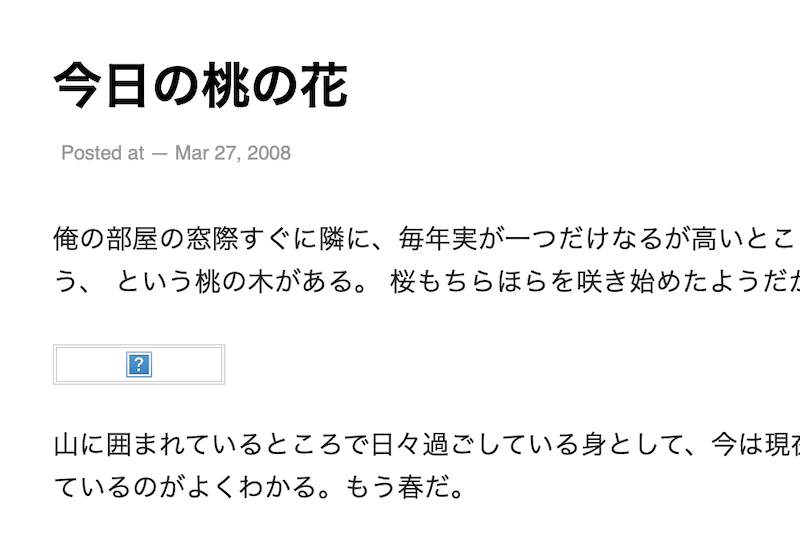 今日の桃の花
Posted at — Mar 27, 2008
俺の部屋の窓際すぐに隣に、毎年実が一つだけなるが高いとこ
う、 という桃の木がある。 桜もちらほらを咲き始めたようだが
?
山に囲まれているところで日々過ごしている身として、今は現在
ているのがよくわかる。もう春だ。